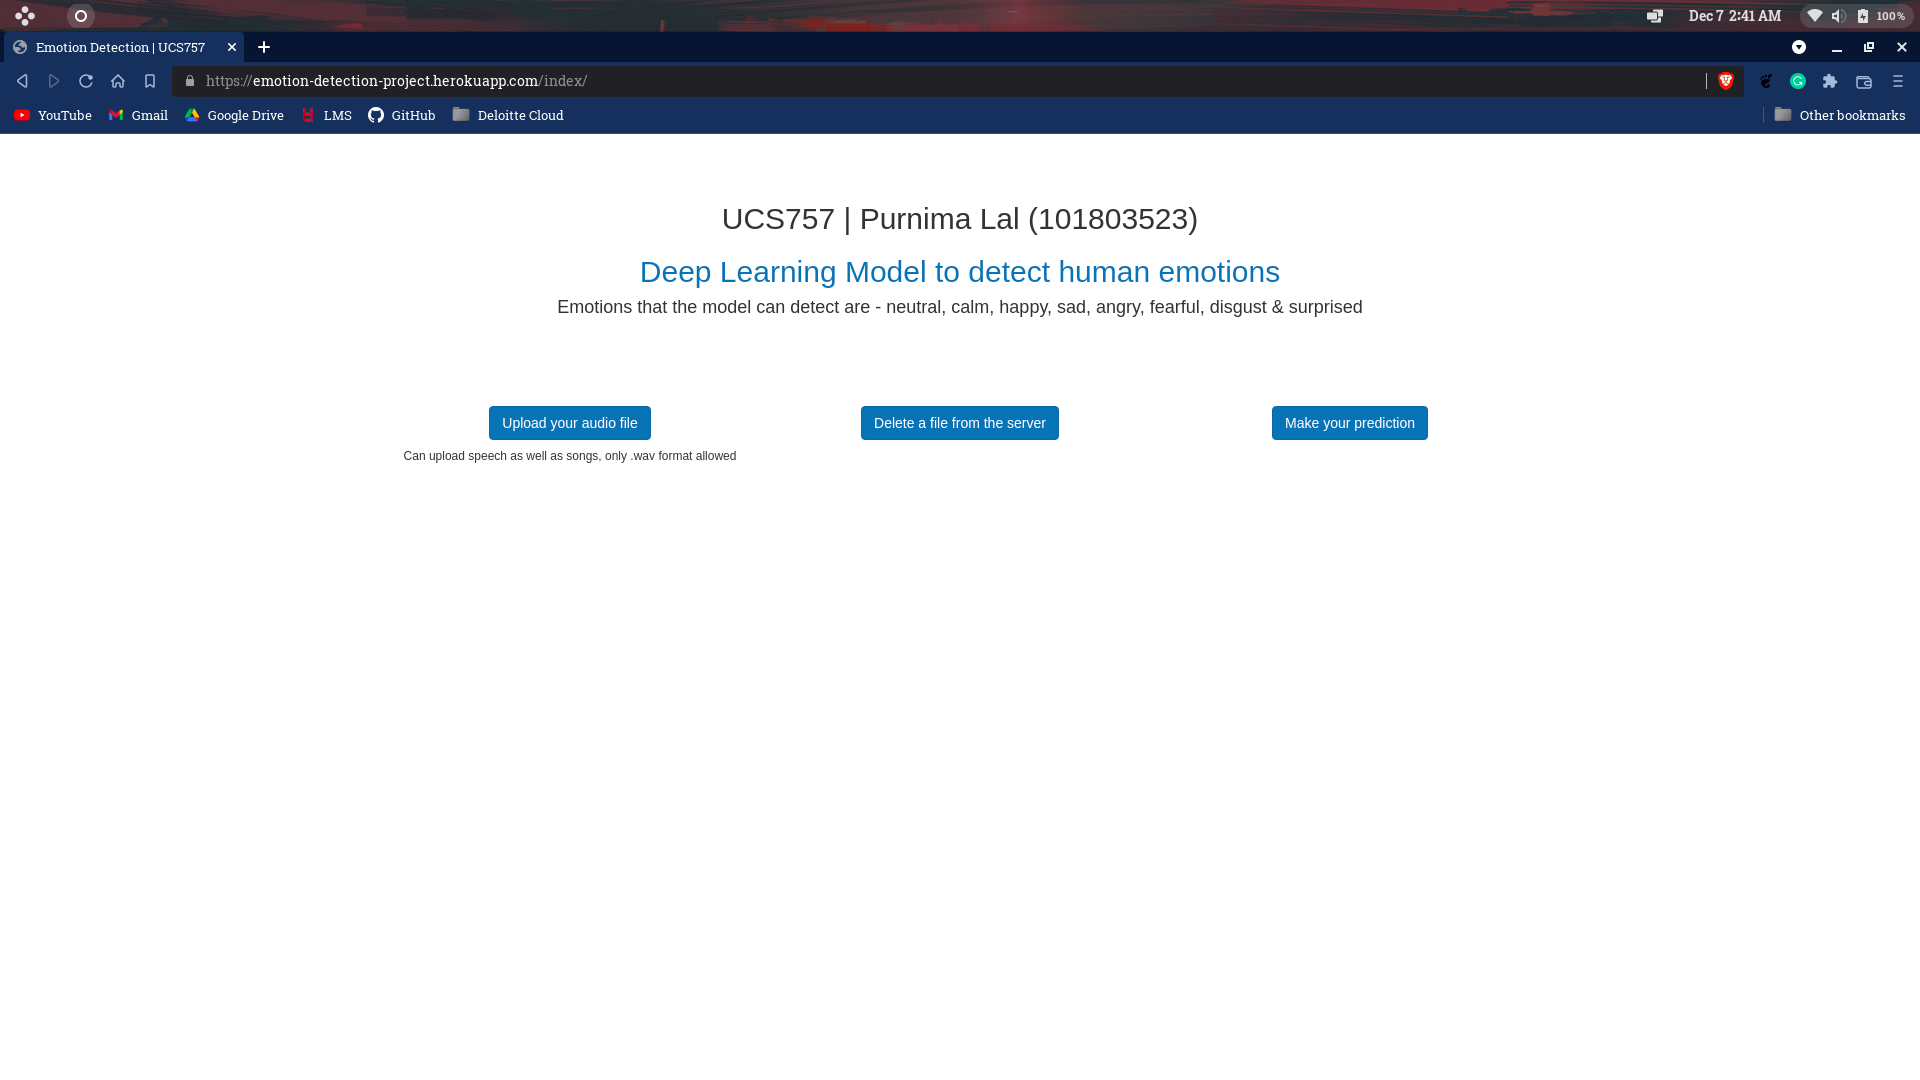 Dec 7 2:41 AM
100%
Emotion Detection | UCS757
https://emotion-detection-project.herokuapp.com/index/
YouTube
Gmail
Google Drive
LMS
GitHub
Deloitte Cloud
Other bookmarks
UCS757 | Purnima Lal (101803523)
Deep Learning Model to detect human emotions
Emotions that the model can detect are - neutral, calm, happy, sad, angry, fearful, disgust & surprised
Upload your audio file
Can upload speech as well as songs, only .wav format allowed
Delete a file from the server
Make your prediction